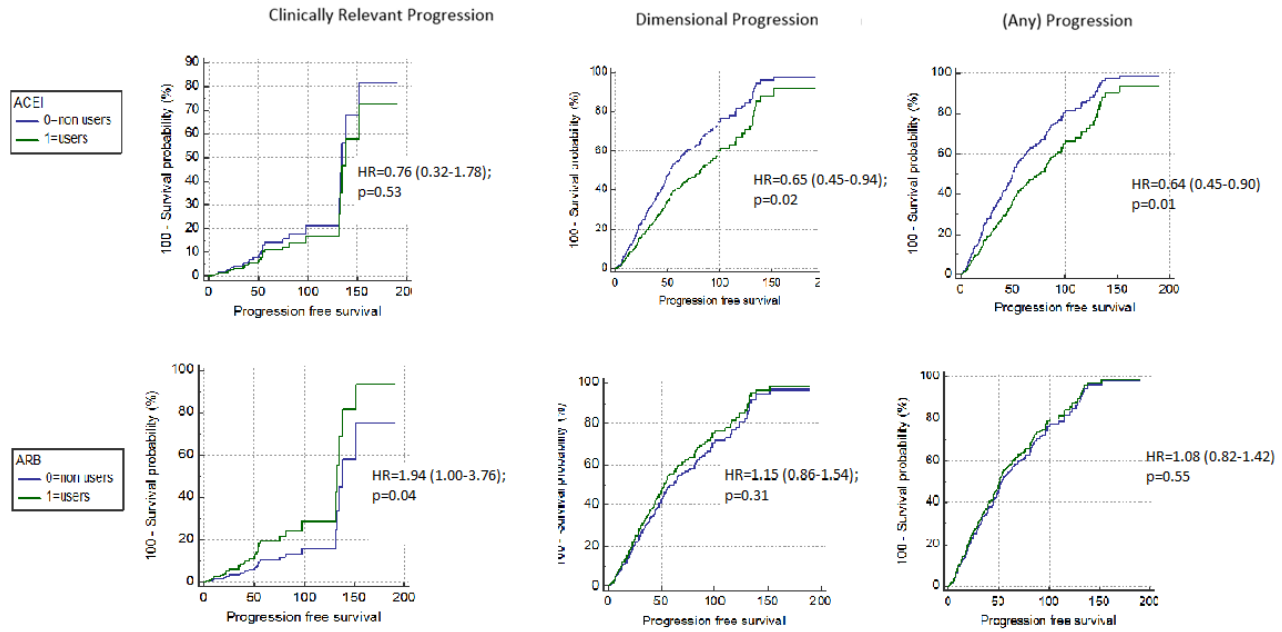 Clinically Relevant Progression
Dimensional Progression
(Any) Progression
ACEI
0=non users
1=users
100 - Survival probability (%)
90
80
70
60
50
40
30
20
10
0
0 50 100 150 200
Progression free survival
HR=0.76 (0.32-1.78);
p=0.53
100 - Survival probability (%)
100
80
60
40
20
0
0 50 100 150
Progression free survival
HR=0.65 (0.45-0.94);
p=0.02
100 - Survival probability (%)
100
80
60
40
20
0
0 50 100 150 200
Progression free survival
HR=0.64 (0.45-0.90)
p=0.01
ARB
0=non users
1=users
100 - Survival probability (%)
100
80
60
40
20
0
0 50 100 150 200
Progression free survival
HR=1.94 (1.00-3.76);
p=0.04
100 - Survival probability (%)
100
80
60
40
20
0
0 50 100 150 200
Progression free survival
HR=1.15 (0.86-1.54);
p=0.31
100 - Survival probability (%)
100
80
60
40
20
0
0 50 100 150 200
Progression free survival
HR=1.08 (0.82-1.42)
p=0.55